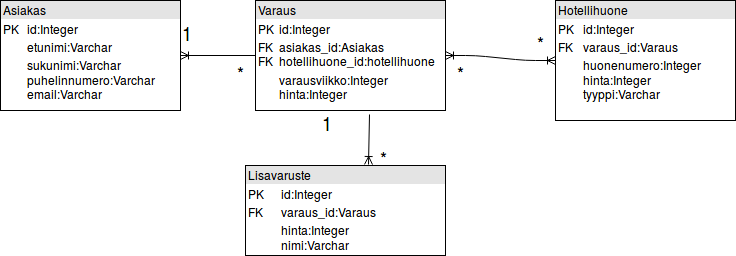 Asiakas
PK id:Integer
etunimi:Varchar
sukunimi:Varchar
puhelinnumero:Varchar
email:Varchar
1
*
Varaus
PK id:Integer
FK asiakas_id:Asiakas
FK hotellihuone_id:hotellihuone
varausviikko:Integer
hinta:Integer
*
*
Hotellihuone
PK id:Integer
FK varaus_id:Varaus
huonenumero:Integer
hinta:Integer
tyyppi:Varchar
1
*
Lisavaruste
PK id:Integer
FK varaus_id:Varaus
hinta:Integer
nimi:Varchar